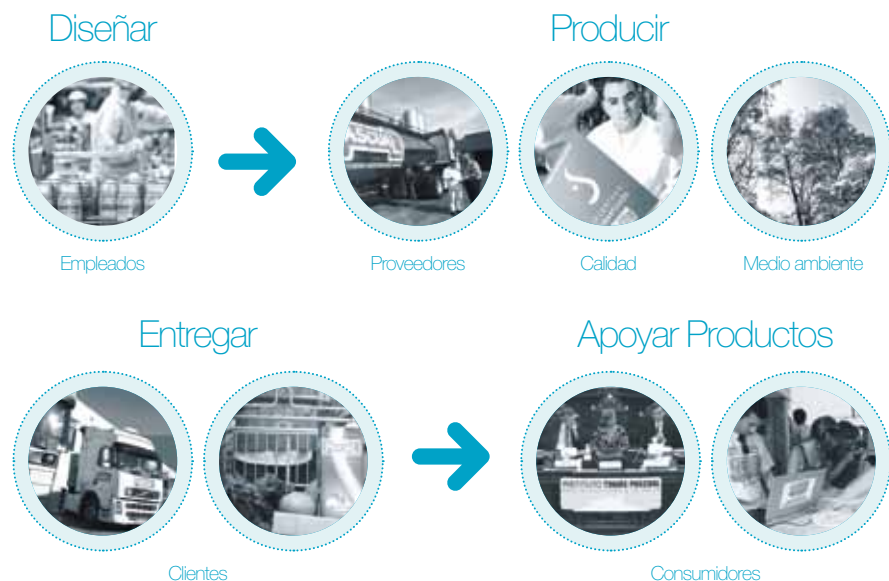 Diseñar
Producir
Empleados
Proveedores
Calidad
Medio ambiente
Entregar
Apoyar Productos
Clientes
Consumidores